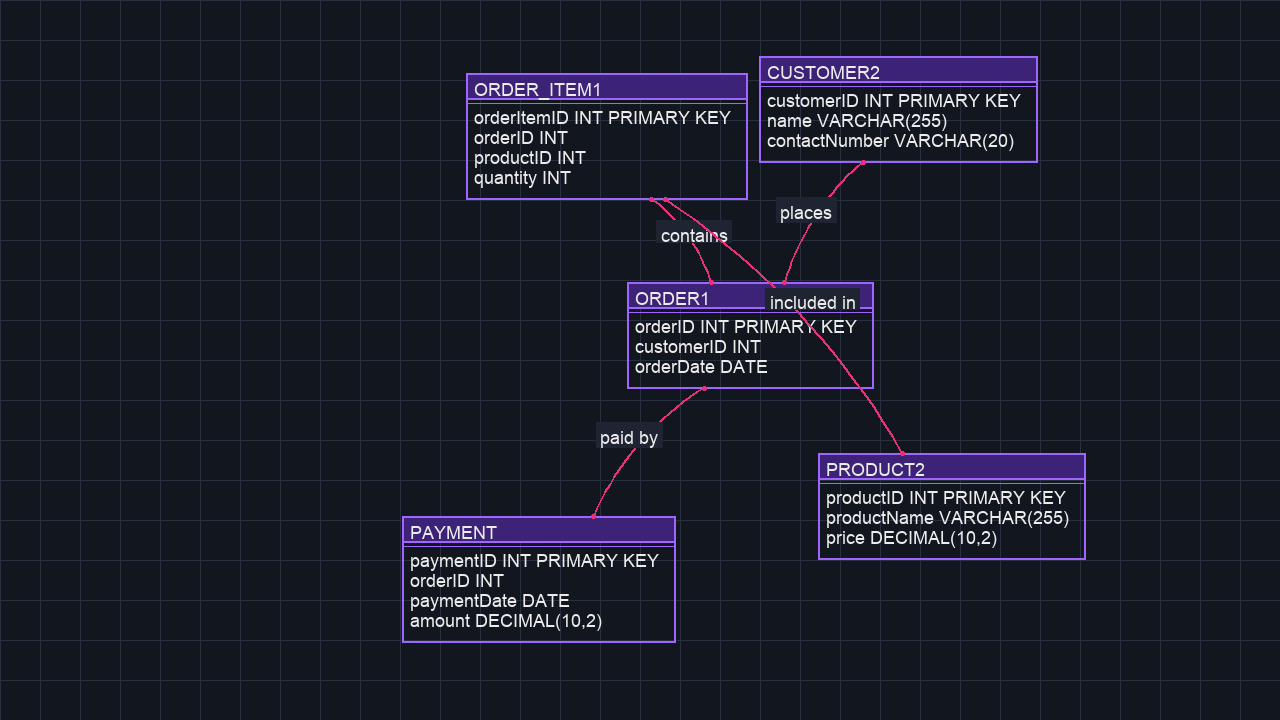 ORDER_ITEM1
orderItemID INT PRIMARY KEY
orderID INT
productID INT
quantity INT
CUSTOMER2
customerID INT PRIMARY KEY
name VARCHAR(255)
contactNumber VARCHAR(20)
places
contains
ORDER1
included in
orderID INT PRIMARY KEY
customerID INT
orderDate DATE
paid by
PRODUCT2
productID INT PRIMARY KEY
productName VARCHAR(255)
price DECIMAL(10,2)
PAYMENT
paymentID INT PRIMARY KEY
orderID INT
paymentDate DATE
amount DECIMAL(10,2)